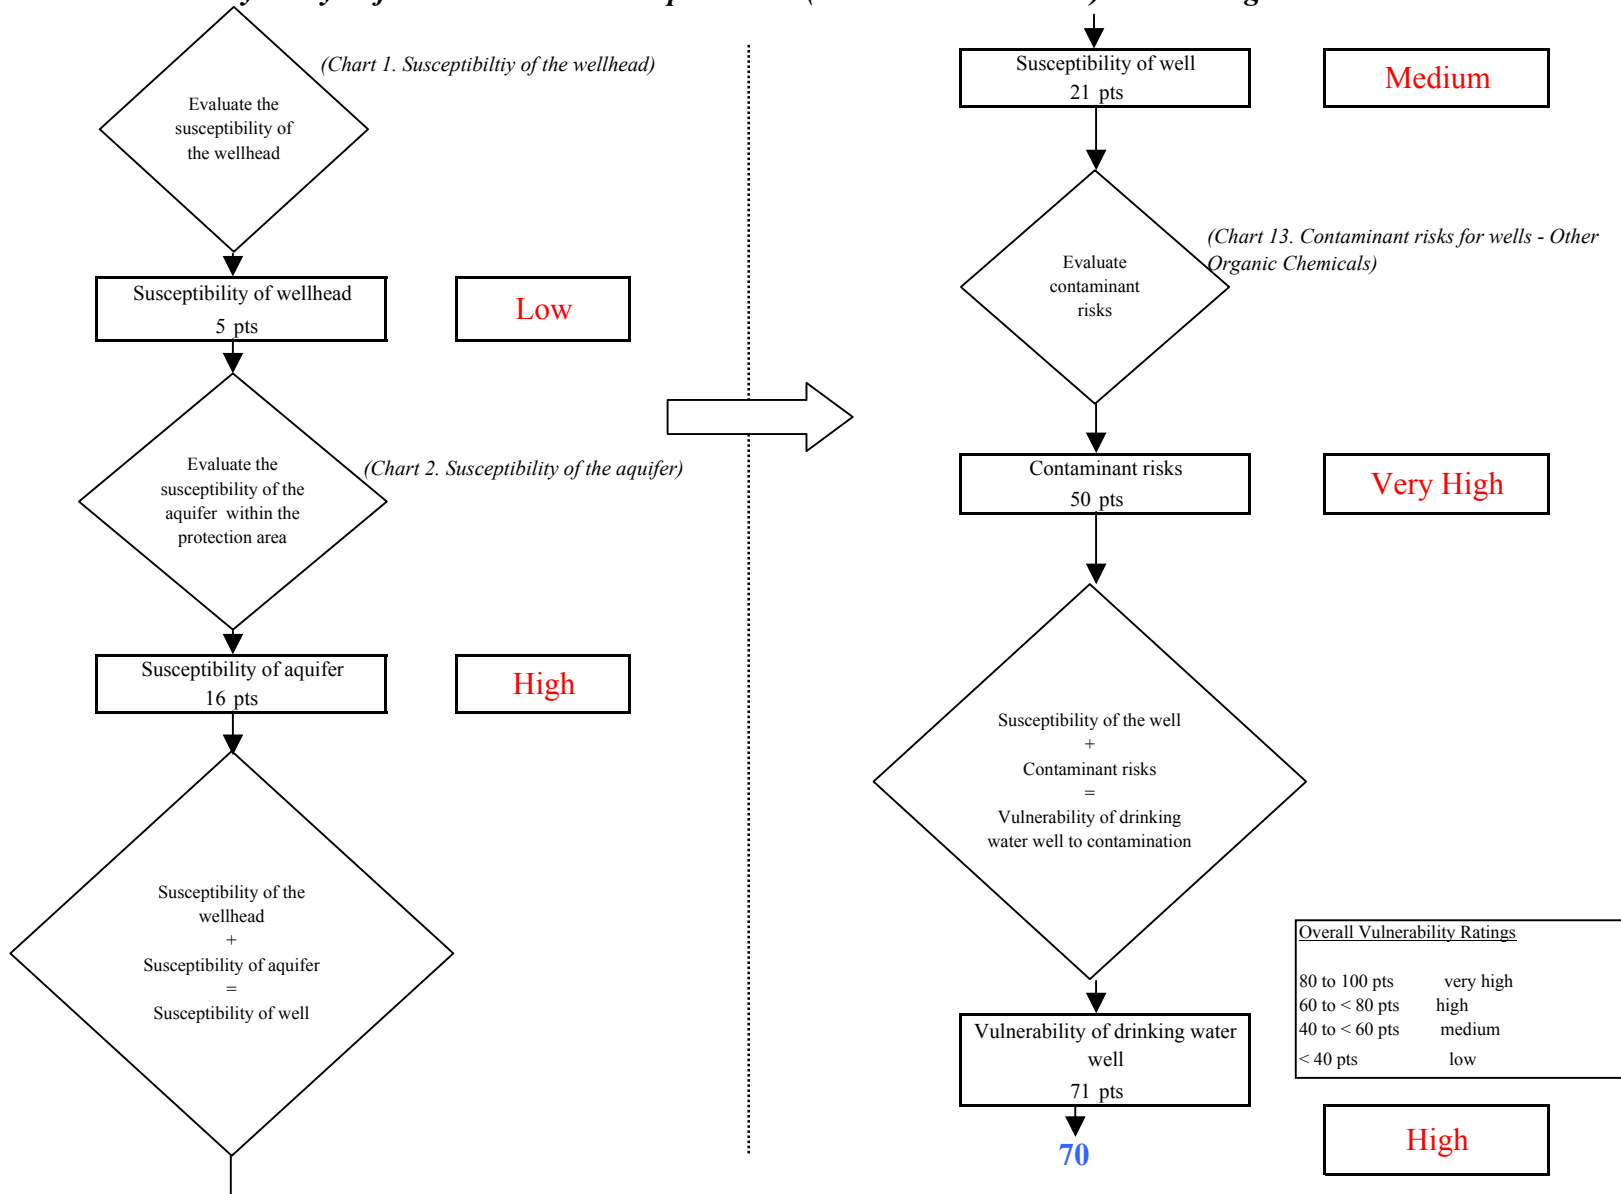 (Chart 1. Susceptibiltiy of the wellhead)
Evaluate the
susceptibility of
the wellhead
Susceptibility of wellhead
5 pts
Low
Evaluate the
susceptibility of the
aquifer within the
protection area
(Chart 2. Susceptibility of the aquifer)
Susceptibility of aquifer
16 pts
High
Susceptibility of the
wellhead
+
Susceptibility of aquifer
=
Susceptibility of well
Susceptibility of well
21 pts
Medium
(Chart 13. Contaminant risks for wells - Other
Organic Chemicals)
Evaluate
contaminant
risks
Contaminant risks
50 pts
Very High
Susceptibility of the well
+
Contaminant risks
=
Vulnerability of drinking
water well to contamination
Overall Vulnerability Ratings
80 to 100 pts very high
60 to < 80 pts high
40 to < 60 pts medium
< 40 pts low
Vulnerability of drinking water
well
71 pts
70
High